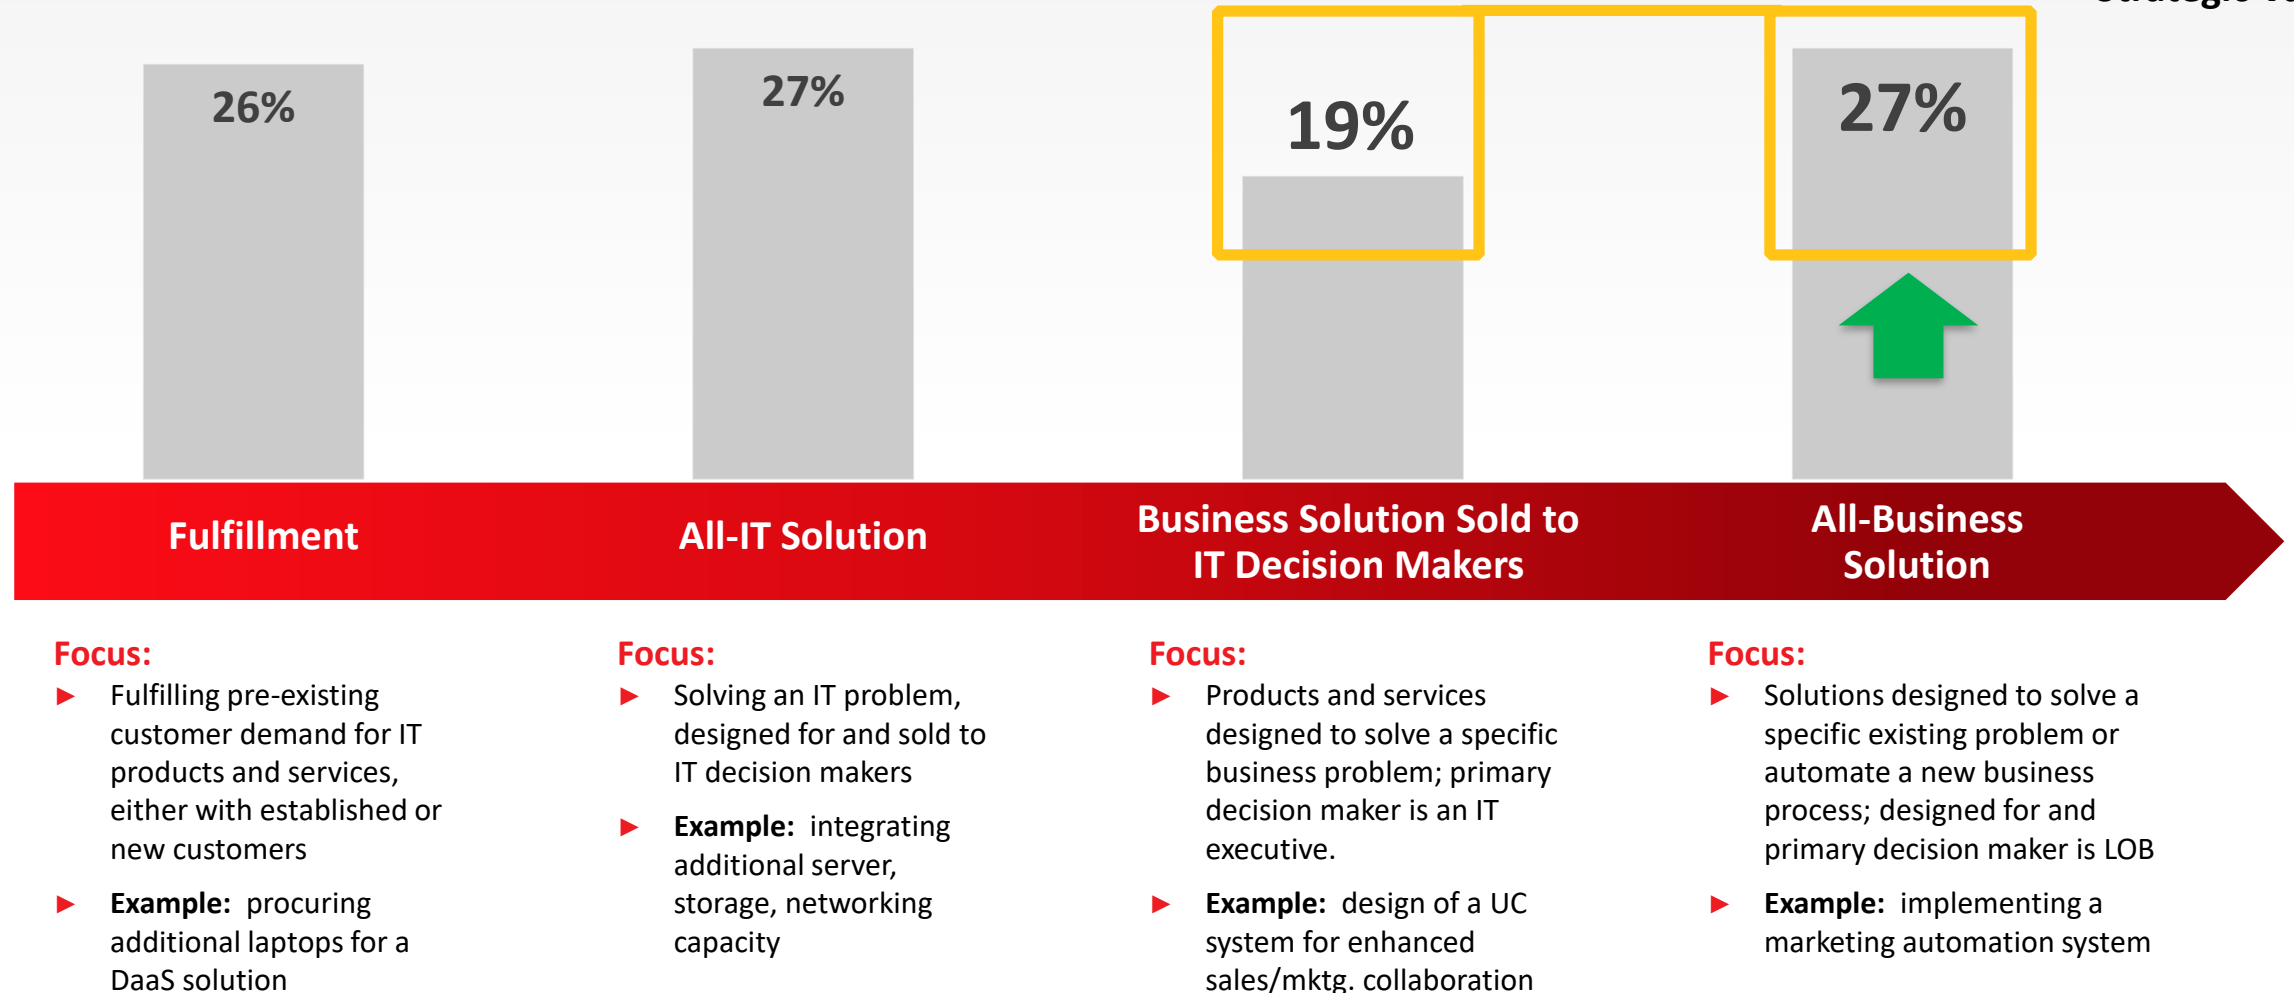 26%
27%
19%
27%
Fulfillment
All-IT Solution
Business Solution Sold to
IT Decision Makers
All-Business
Solution
Focus:
► Fulfilling pre-existing
customer demand for IT
products and services,
either with established or
new customers
► Example: procuring
additional laptops for a
DaaS solution
Focus:
► Solving an IT problem,
designed for and sold to
IT decision makers
► Example: integrating
additional server,
storage, networking
capacity
Focus:
► Products and services
designed to solve a specific
business problem; primary
decision maker is an IT
executive.
► Example: design of a UC
system for enhanced
sales/mktg. collaboration
Focus:
► Solutions designed to solve a
specific existing problem or
automate a new business
process; designed for and
primary decision maker is LOB
► Example: implementing a
marketing automation system